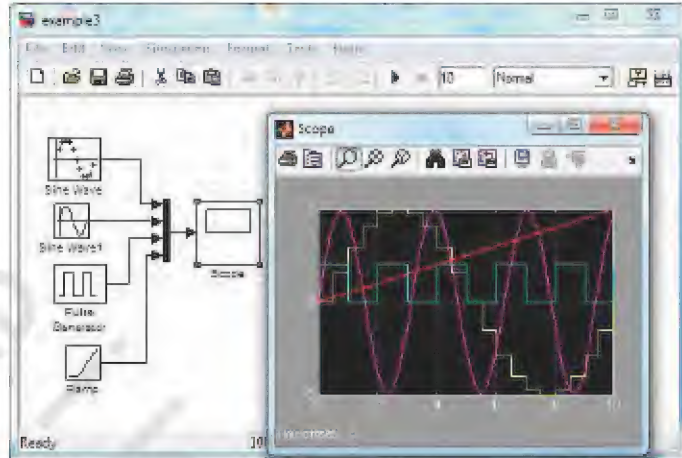 example3
File Edit View Simulation Format Tools Help
10 Normal
Scope
Sine Wave
Sine Wave1
Scope
Pulse
Generator
Ramp
Ready